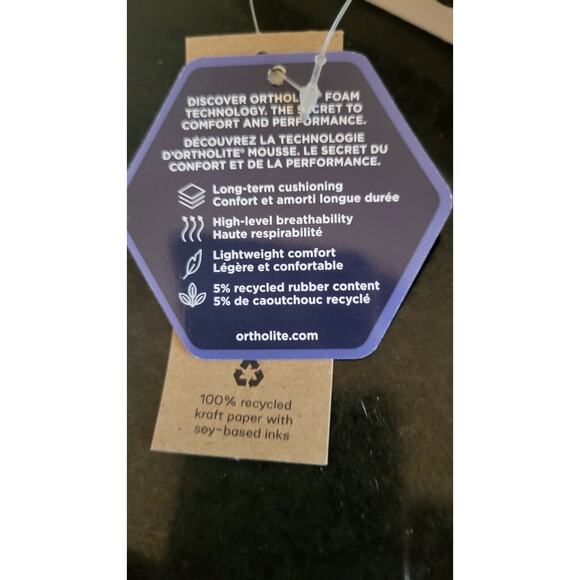 DISCOVER ORTHOLI FOAM
TECHNOLOGY. THE SECRET TO
COMFORT AND PERFORMANCE.
DÉCOUVREZ LA TECHNOLOGIE
D'ORTHOLITE® MOUSSE. LE SECRET DU
CONFORT ET DE LA PERFORMANCE.
Long-term cushioning
Confort et amorti longue durée
High-level breathability
Haute respirabilité
Lightweight comfort
Légère et confortable
5% recycled rubber content
5% de caoutchouc recyclé
ortholite.com
100% recycled
kraft paper with
soy-based inks